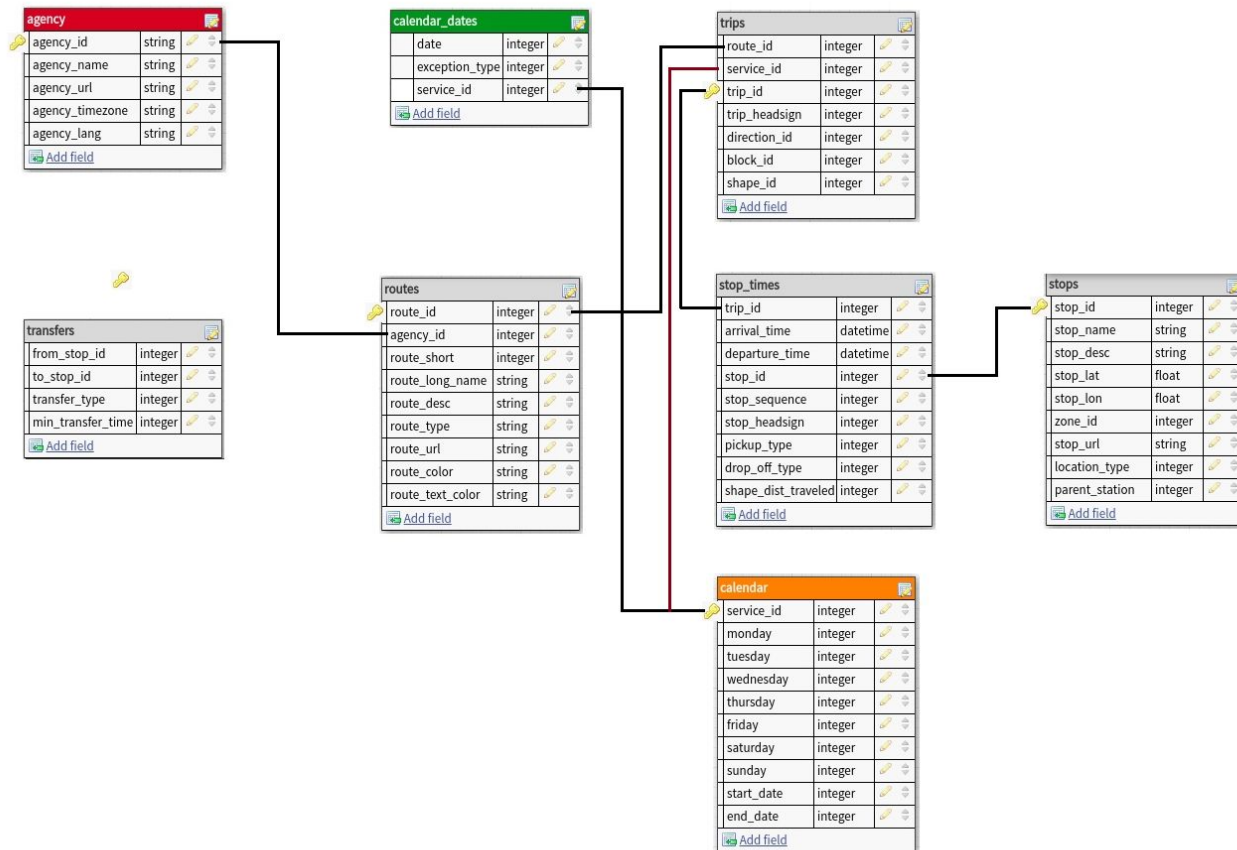 agency
agency_id string
agency_name string
agency_url string
agency_timezone string
agency_lang string
Add field
calendar_dates
date integer
exception_type integer
service_id integer
Add field
trips
route_id integer
service_id integer
trip_id integer
trip_headsign integer
direction_id integer
block_id integer
shape_id integer
Add field
transfers
from_stop_id integer
to_stop_id integer
transfer_type integer
min_transfer_time integer
Add field
routes
route_id integer
agency_id integer
route_short integer
route_long_name string
route_desc string
route_type string
route_url string
route_color string
route_text_color string
Add field
stop_times
trip_id integer
arrival_time datetime
departure_time datetime
stop_id integer
stop_sequence integer
stop_headsign integer
pickup_type integer
drop_off_type integer
shape_dist_traveled integer
Add field
stops
stop_id integer
stop_name string
stop_desc string
stop_lat float
stop_lon float
zone_id integer
stop_url string
location_type integer
parent_station integer
Add field
calendar
service_id integer
monday integer
tuesday integer
wednesday integer
thursday integer
friday integer
saturday integer
sunday integer
start_date integer
end_date integer
Add field